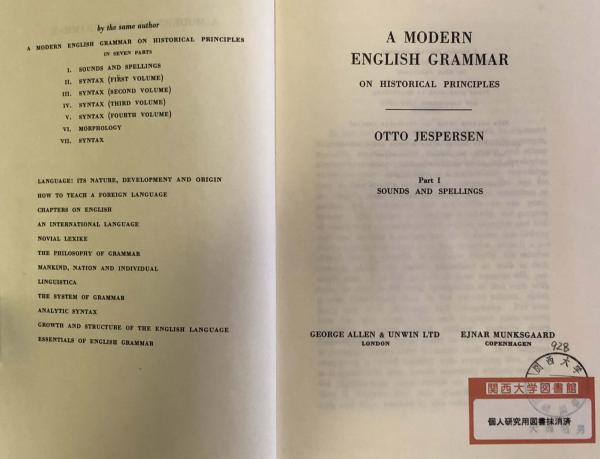 by the same author
A MODERN ENGLISH GRAMMAR ON HISTORICAL PRINCIPLES
IN SEVEN PARTS
I. SOUNDS AND SPELLINGS
II. SYNTAX (FIRST VOLUME)
III. SYNTAX (SECOND VOLUME)
IV. SYNTAX (THIRD VOLUME)
V. SYNTAX (FOURTH VOLUME)
VI. MORPHOLOGY
VII. SYNTAX
LANGUAGE: ITS NATURE, DEVELOPMENT AND ORIGIN
HOW TO TEACH A FOREIGN LANGUAGE
CHAPTERS ON ENGLISH
AN INTERNATIONAL LANGUAGE
NOVIAL LEXIKE
THE PHILOSOPHY OF GRAMMAR
MANKIND, NATION AND INDIVIDUAL
LINGUISTICA
THE SYSTEM OF GRAMMAR
ANALYTIC SYNTAX
GROWTH AND STRUCTURE OF THE ENGLISH LANGUAGE
ESSENTIALS OF ENGLISH GRAMMAR
A MODERN
ENGLISH GRAMMAR
ON HISTORICAL PRINCIPLES
OTTO JESPERSEN
Part I
SOUNDS AND SPELLINGS
GEORGE ALLEN & UNWIN LTD
LONDON
EJNAR MUNKSGAARD
COPENHAGEN
928
関西大学
関西大学図書館
個人研究用図書抹消済